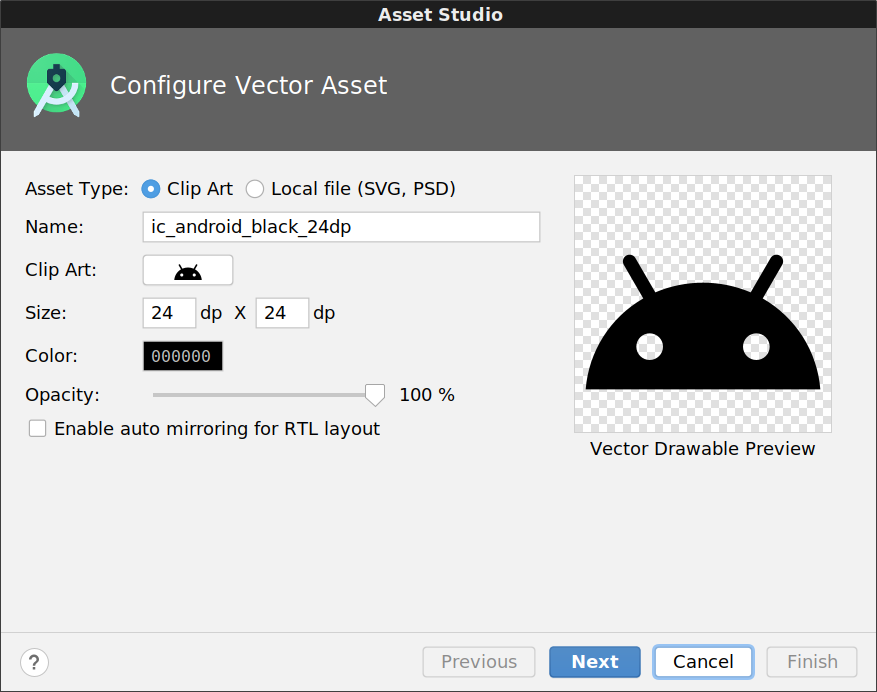 Asset Studio
Configure Vector Asset
Asset Type: Clip Art Local file (SVG, PSD)
Name: ic_android_black_24dp
Clip Art:
Size: 24 dp X 24 dp
Color: 000000
Opacity: 100 %
Enable auto mirroring for RTL layout
Vector Drawable Preview
? Previous Next Cancel Finish